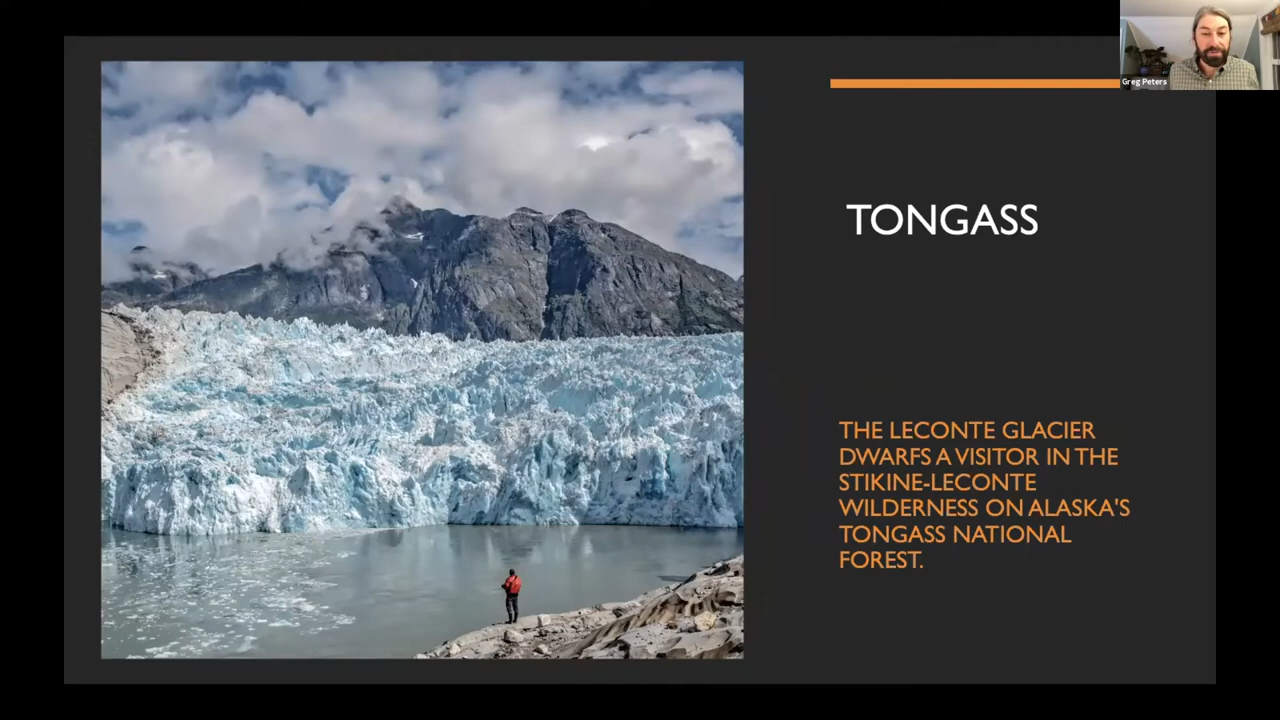 Greg Peters
TONGASS
THE LECONTE GLACIER
DWARFS A VISITOR IN THE
STIKINE-LECONTE
WILDERNESS ON ALASKA'S
TONGASS NATIONAL
FOREST.